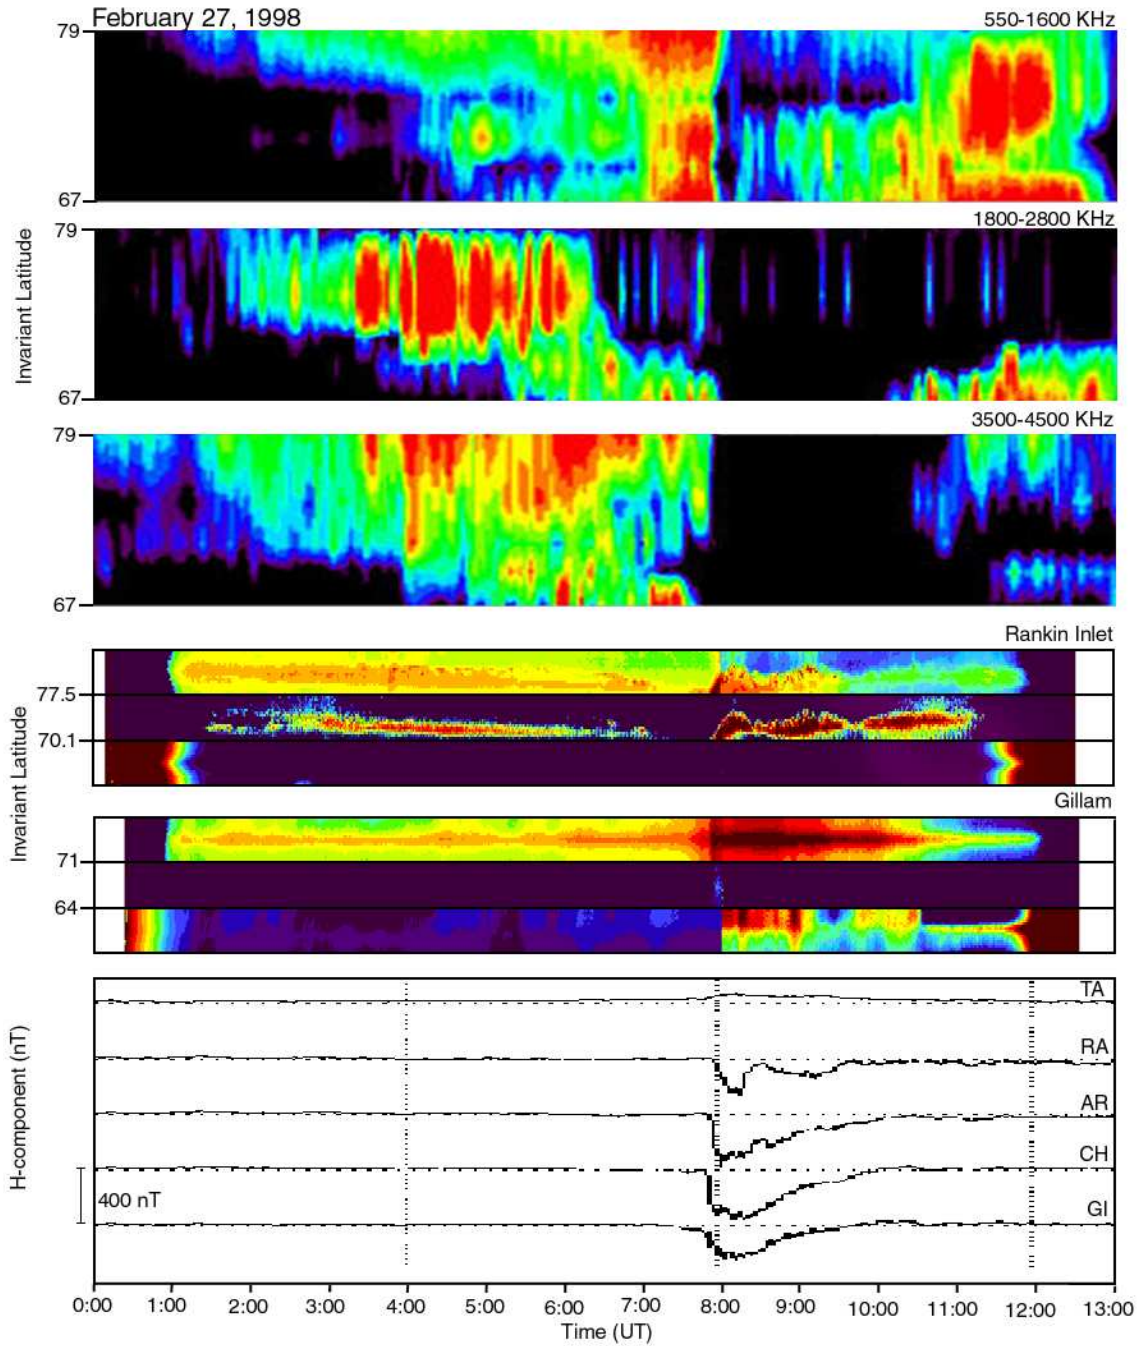 February 27, 1998
550-1600 KHz
79
67
1800-2800 KHz
79
67
Invariant Latitude
3500-4500 KHz
79
67
Rankin Inlet
77.5
70.1
Invariant Latitude
Gillam
71
64
H-component (nT)
TA
RA
AR
CH
400 nT
GI
0:00 1:00 2:00 3:00 4:00 5:00 6:00 7:00 8:00 9:00 10:00 11:00 12:00 13:00
Time (UT)